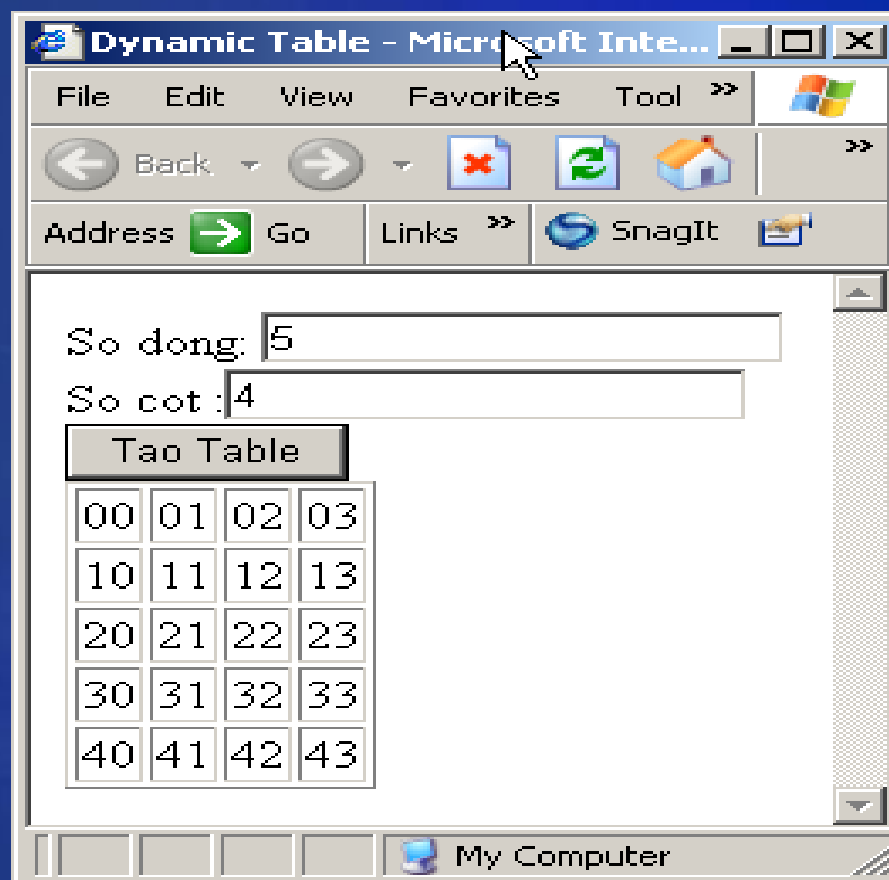 Dynamic Table - Microsoft Inte...
File Edit View Favorites Tool »
Back »
Address Go Links » SnagIt
So dong: 5
So cot : 4
Tao Table
00 01 02 03
10 11 12 13
20 21 22 23
30 31 32 33
40 41 42 43
My Computer